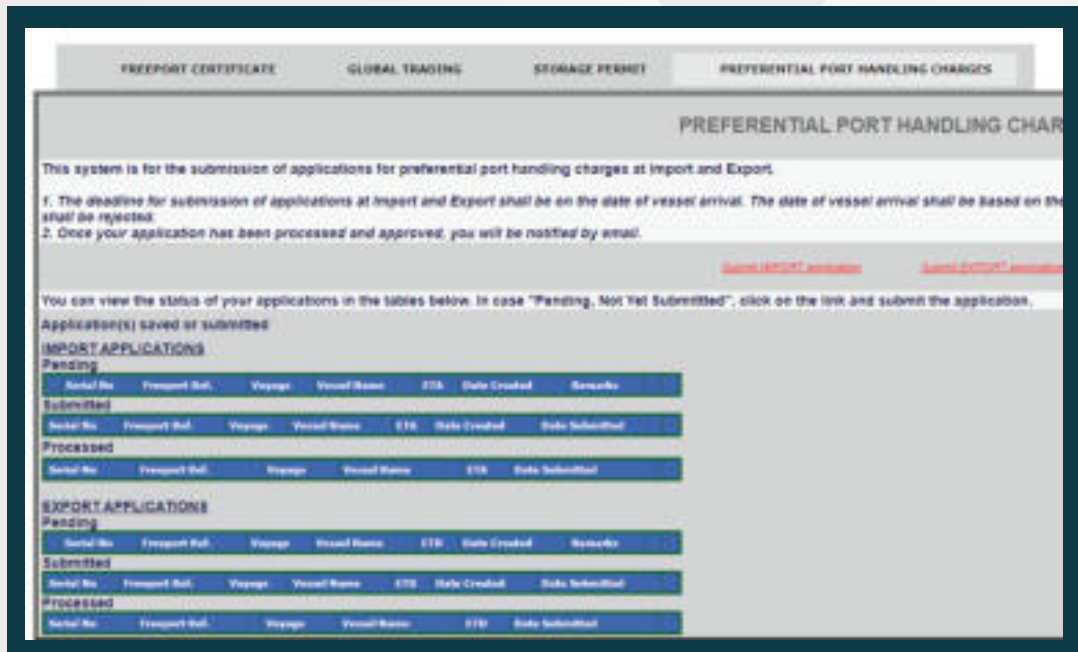 FREEPORT CERTIFICATE GLOBAL TRADING STORAGE PERMIT PREFERENTIAL PORT HANDLING CHARGES
PREFERENTIAL PORT HANDLING CHAR
This system is for the submission of applications for preferential port handling charges at Import and Export.
1. The deadline for submission of applications at Import and Export shall be on the date of vessel arrival. The date of vessel arrival shall be based on the
shall be rejected.
2. Once your application has been processed and approved, you will be notified by email.
Submit IMPORT application Submit EXPORT application
You can view the status of your applications in the tables below. In case "Pending, Not Yet Submitted", click on the link and submit the application.
Application(s) saved or submitted
IMPORT APPLICATIONS
Pending
Serial No Freeport Ref. Voyage Vessel Name ETA Date Created Remarks
Submitted
Serial No Freeport Ref. Voyage Vessel Name ETA Date Created Date Submitted
Processed
Serial No Freeport Ref. Voyage Vessel Name ETA Date Submitted
EXPORT APPLICATIONS
Pending
Serial No Freeport Ref. Voyage Vessel Name ETD Date Created Remarks
Submitted
Serial No Freeport Ref. Voyage Vessel Name ETD Date Created Date Submitted
Processed
Serial No Freeport Ref. Voyage Vessel Name ETD Date Submitted